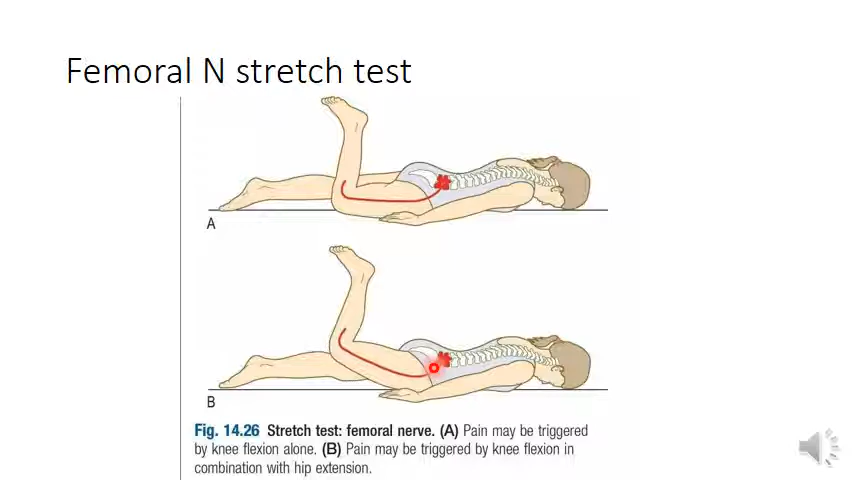 Femoral N stretch test
A
B
Fig. 14.26 Stretch test: femoral nerve. (A) Pain may be triggered
by knee flexion alone. (B) Pain may be triggered by knee flexion in
combination with hip extension.